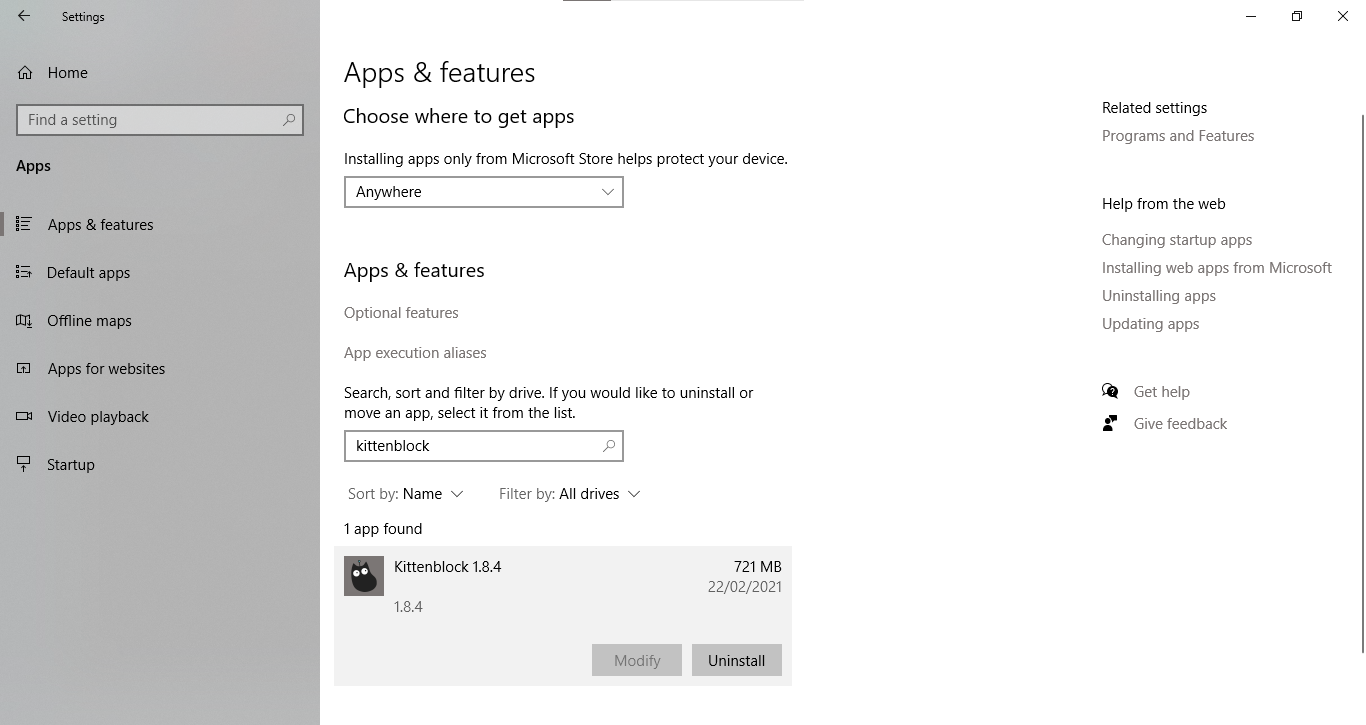 Settings
Home
Find a setting
Apps
Apps & features
Default apps
Offline maps
Apps for websites
Video playback
Startup
Apps & features
Choose where to get apps
Installing apps only from Microsoft Store helps protect your device.
Anywhere
Apps & features
Optional features
App execution aliases
Search, sort and filter by drive. If you would like to uninstall or
move an app, select it from the list.
kittenblock
Sort by: Name Filter by: All drives
1 app found
Kittenblock 1.8.4 721 MB
22/02/2021
1.8.4
Modify Uninstall
Related settings
Programs and Features
Help from the web
Changing startup apps
Installing web apps from Microsoft
Uninstalling apps
Updating apps
Get help
Give feedback